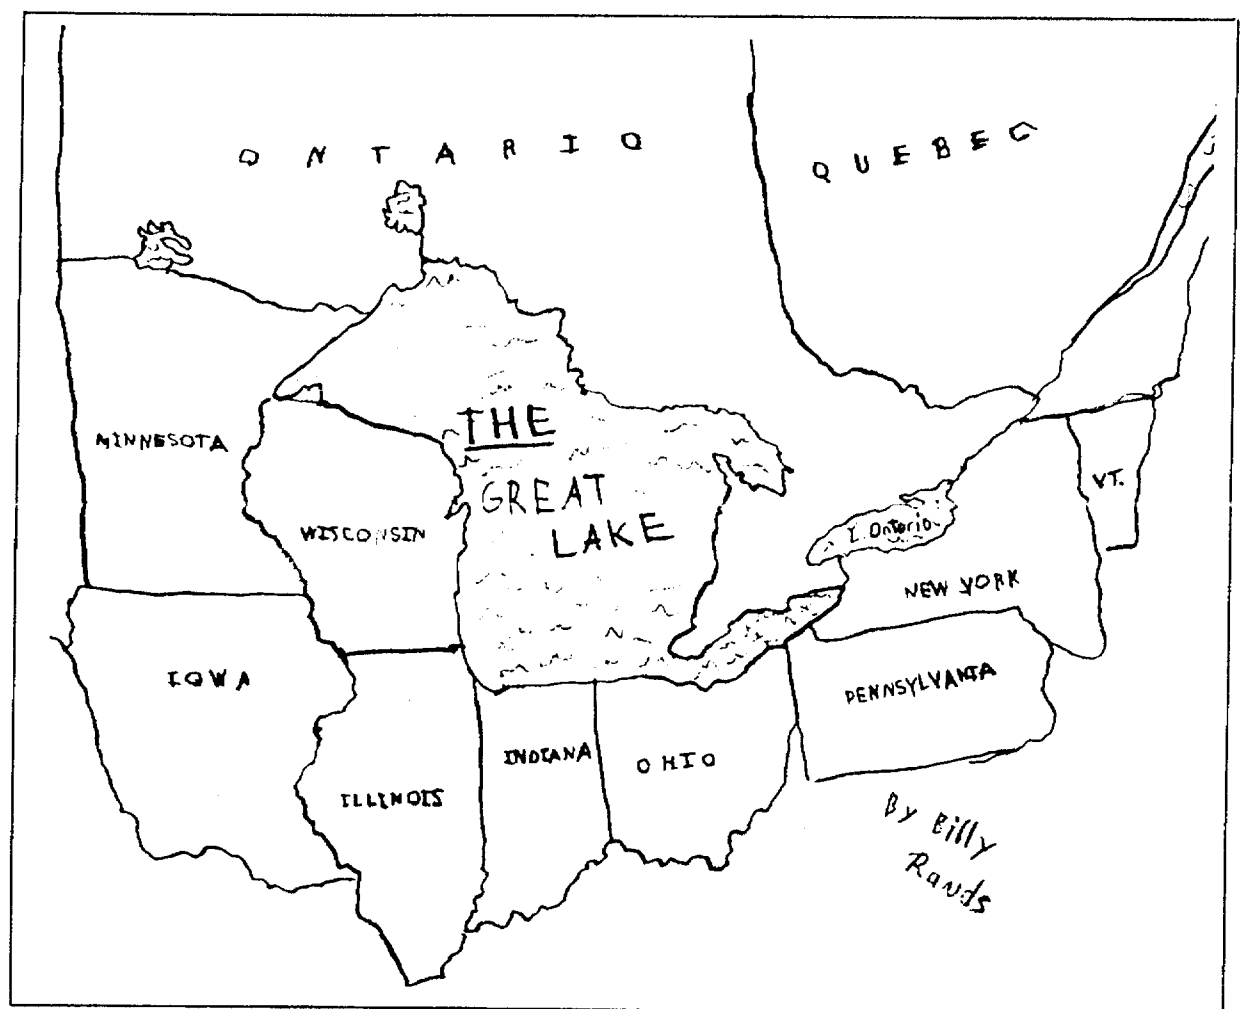 ONTARIO
QUEBEC
MINNESOTA
THE
GREAT
LAKE
WISCONSIN
L. Ontario
VT.
NEW YORK
IOWA
PENNSYLVANIA
INDIANA
OHIO
ILLINOIS
By Billy
Rands